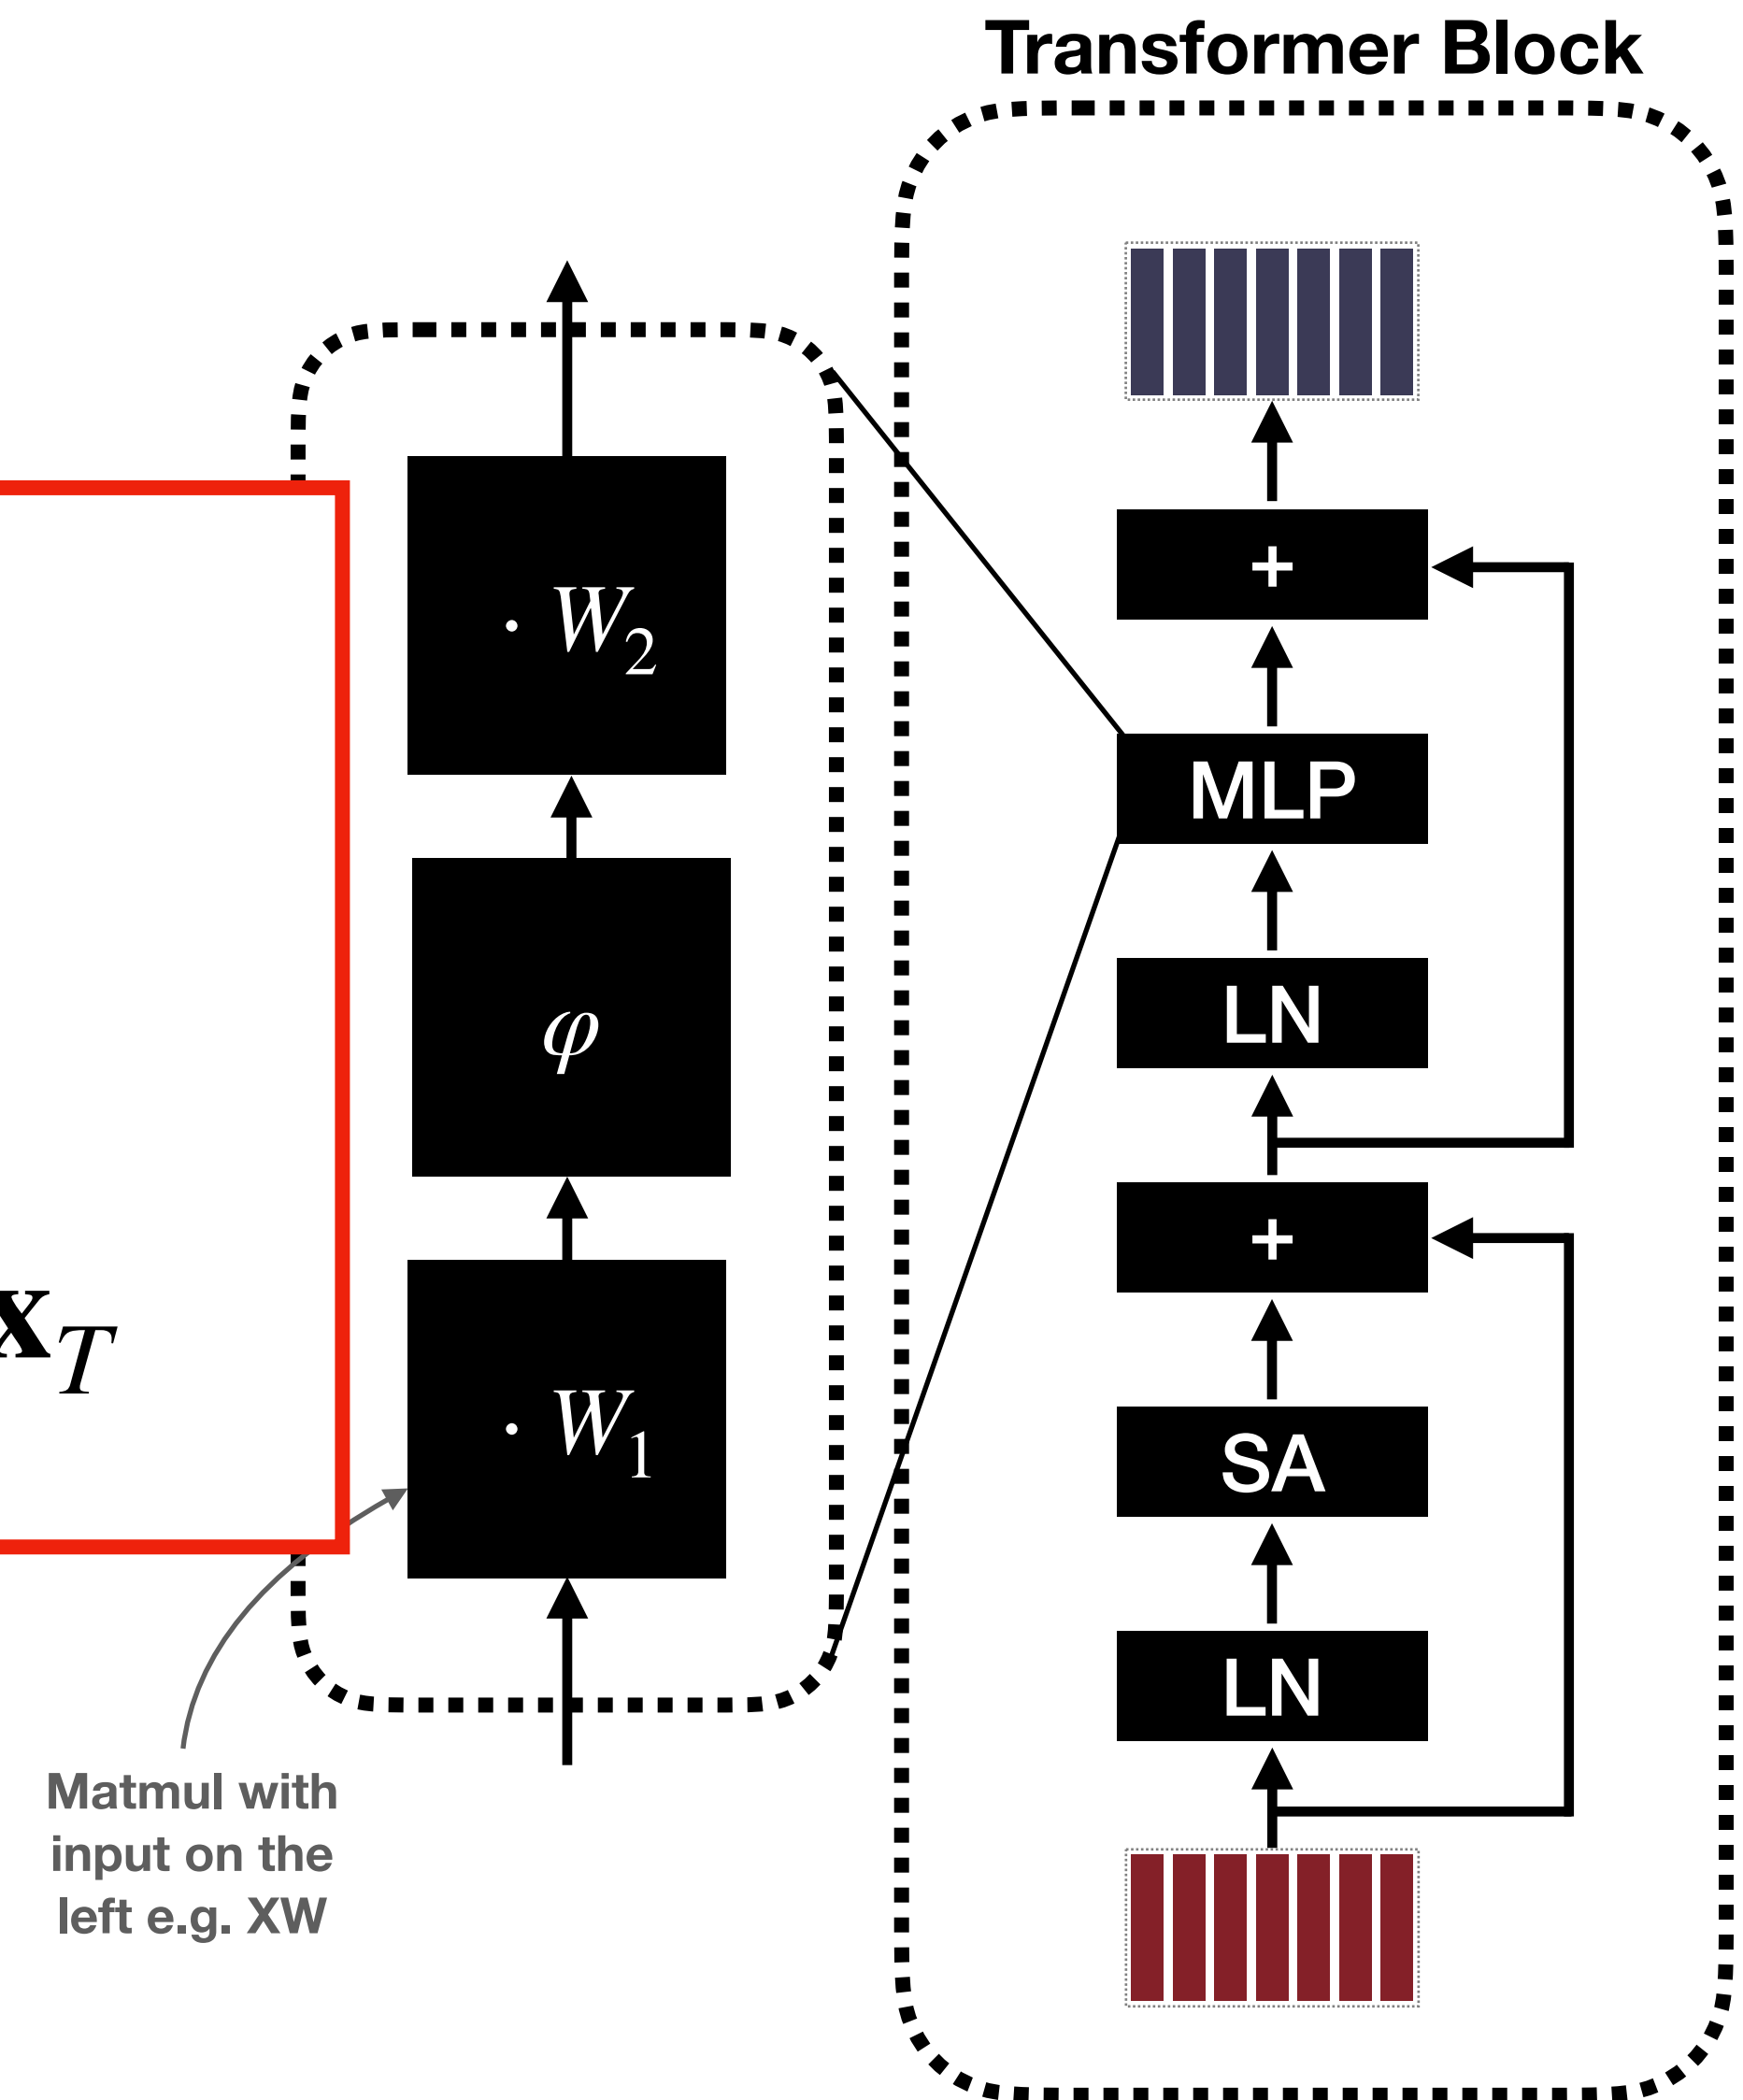 Transformer Block
+
MLP
LN
+
SA
LN
· W₂
φ
· W₁
x_T
Matmul with
input on the
left e.g. XW